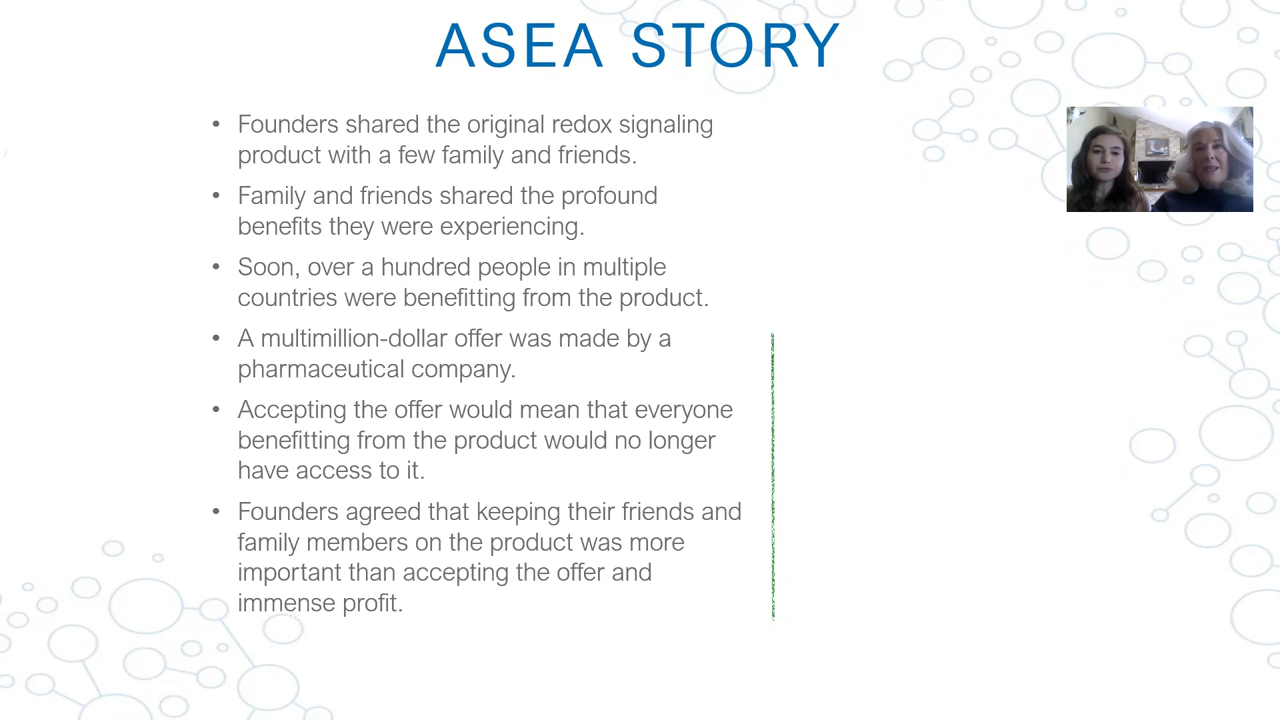 ASEA STORY
• Founders shared the original redox signaling
product with a few family and friends.
• Family and friends shared the profound
benefits they were experiencing.
• Soon, over a hundred people in multiple
countries were benefitting from the product.
• A multimillion-dollar offer was made by a
pharmaceutical company.
• Accepting the offer would mean that everyone
benefitting from the product would no longer
have access to it.
• Founders agreed that keeping their friends and
family members on the product was more
important than accepting the offer and
immense profit.